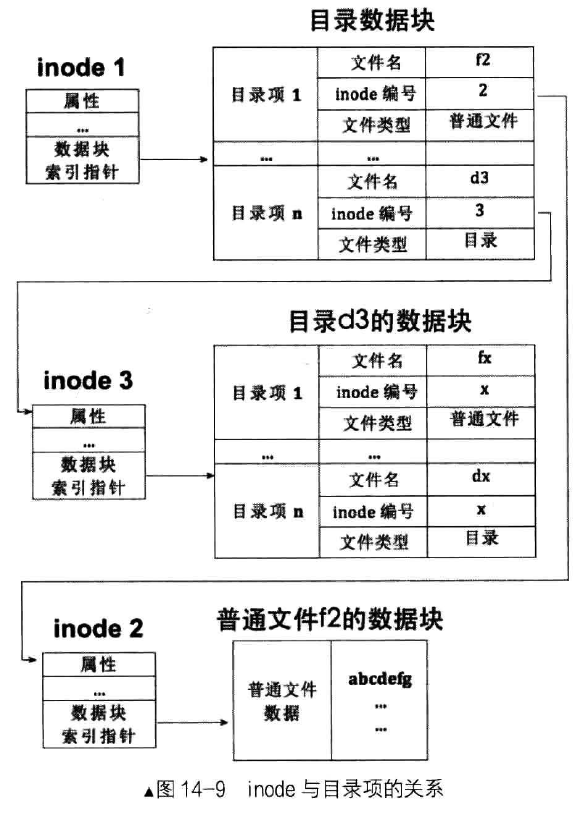 目录数据块
inode 1
属性
...
数据块
索引指针
目录项 1
文件名
f2
inode 编号
2
文件类型
普通文件
...
...
目录项 n
文件名
d3
inode 编号
3
文件类型
目录
目录d3的数据块
inode 3
属性
...
数据块
索引指针
目录项 1
文件名
fx
inode 编号
x
文件类型
普通文件
...
...
目录项 n
文件名
dx
inode 编号
x
文件类型
目录
普通文件f2的数据块
inode 2
属性
...
数据块
索引指针
普通文件
数据
abcdefg
...
...
▲图 14-9 inode 与目录项的关系